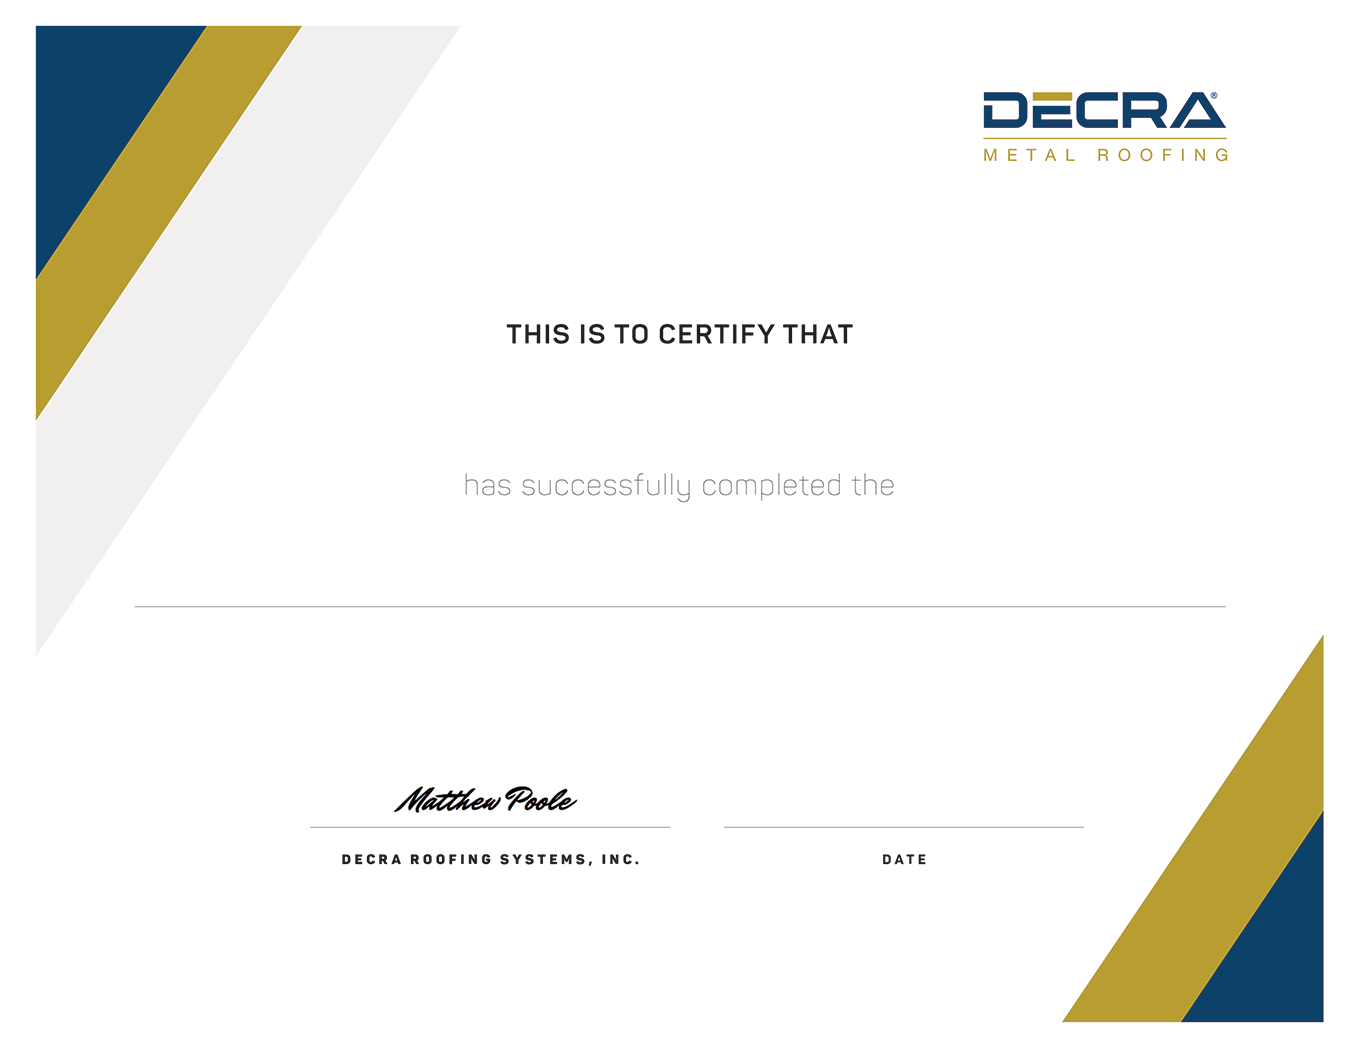 DECRA®
METAL ROOFING
THIS IS TO CERTIFY THAT
has successfully completed the
Matthew Poole
DECRA ROOFING SYSTEMS, INC.
DATE